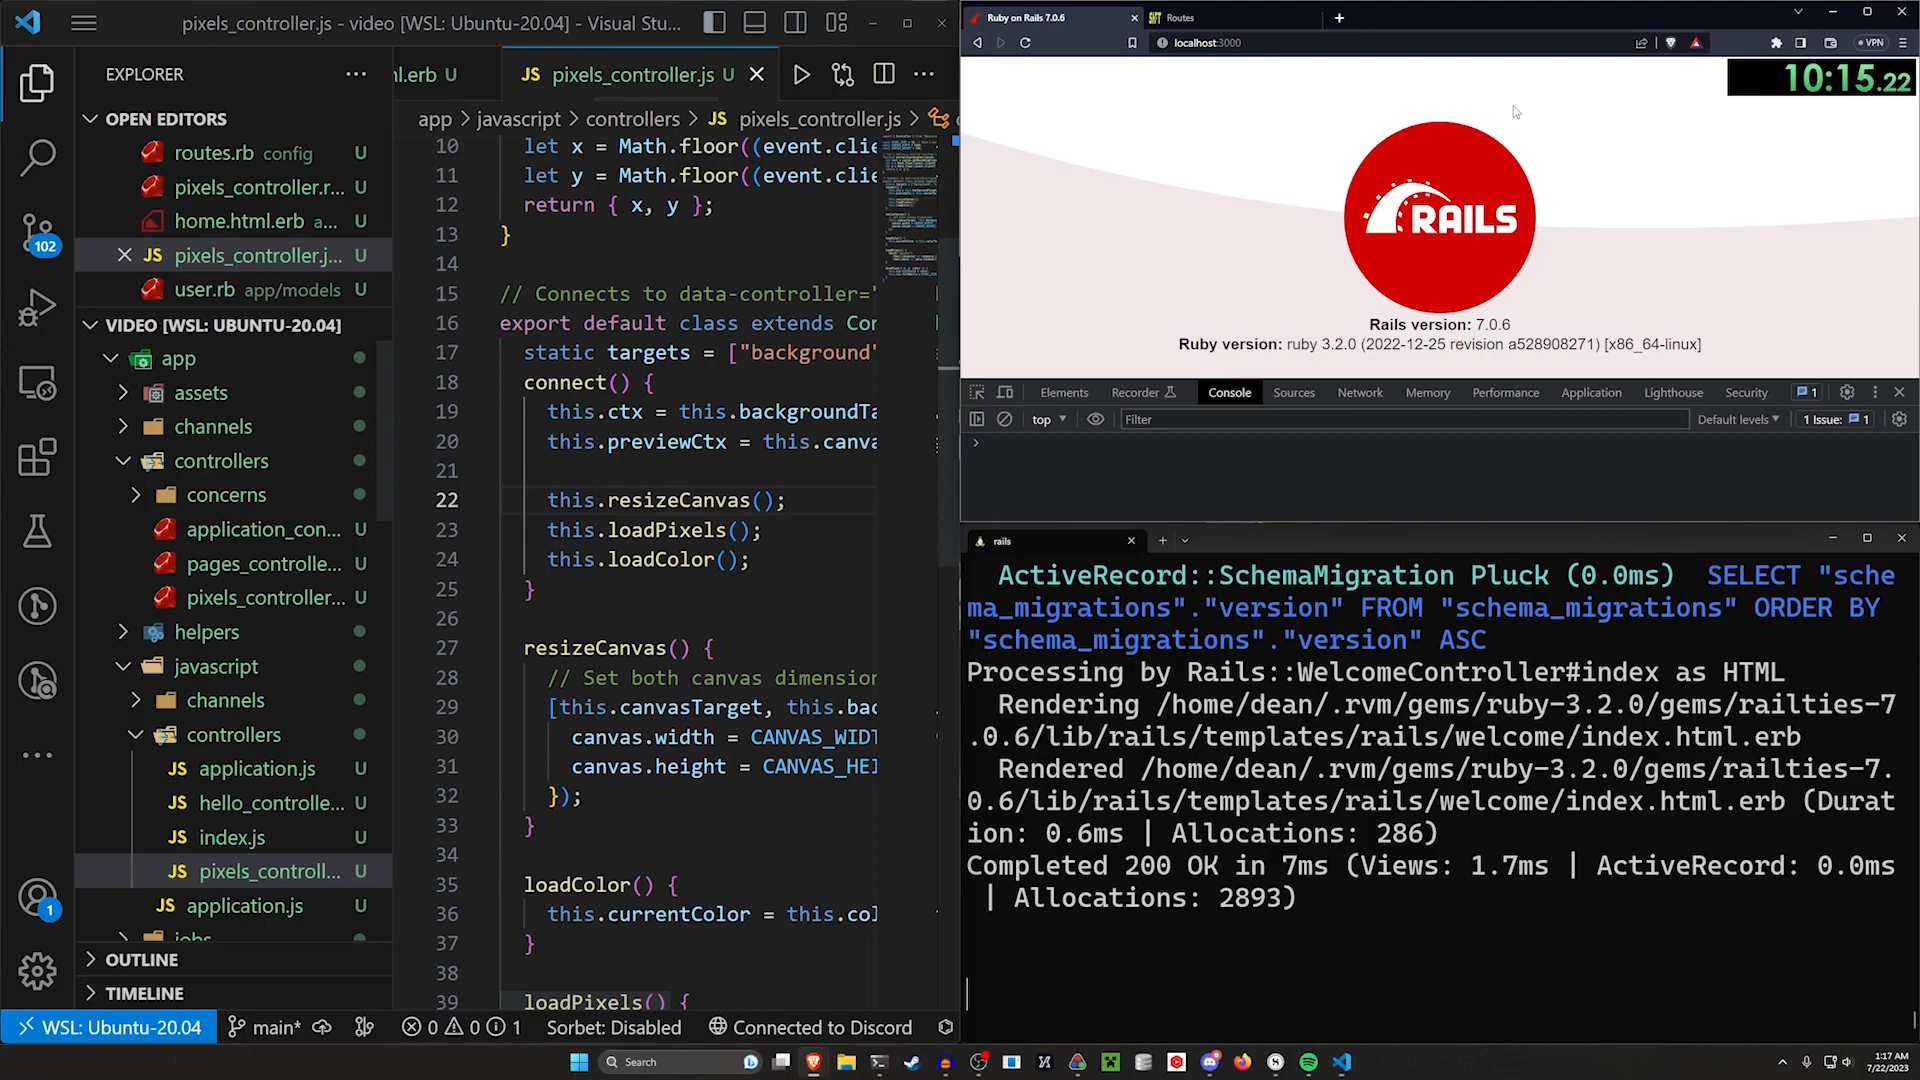 pixels_controller.js - video [WSL: Ubuntu-20.04] - Visual Stu...
EXPLORER
OPEN EDITORS
routes.rb config U
pixels_controller.r... U
home.html.erb a... U
JS pixels_controller.j... U
user.rb app/models U
VIDEO [WSL: UBUNTU-20.04]
app
assets
channels
controllers
concerns
application_con... U
pages_controlle... U
pixels_controller... U
helpers
javascript
channels
controllers
JS application.js U
JS hello_controlle... U
JS index.js U
JS pixels_controll... U
JS application.js U
jobs
OUTLINE
TIMELINE
102
1
nl.erb U
JS pixels_controller.js U
app > javascript > controllers > JS pixels_controller.js >
10 let x = Math.floor((event.clie
11 let y = Math.floor((event.clie
12 return { x, y };
13 }
14
15 // Connects to data-controller="
16 export default class extends Con
17 static targets = ["background"
18 connect() {
19 this.ctx = this.backgroundTa
20 this.previewCtx = this.canva
21
22 this.resizeCanvas();
23 this.loadPixels();
24 this.loadColor();
25 }
26
27 resizeCanvas() {
28 // Set both canvas dimension
29 [this.canvasTarget, this.bac
30 canvas.width = CANVAS_WIDT
31 canvas.height = CANVAS_HEI
32 });
33 }
34
35 loadColor() {
36 this.currentColor = this.col
37 }
38
39 loadPixels() {
WSL: Ubuntu-20.04 main* 0 0 1 Sorbet: Disabled Connected to Discord
Ruby on Rails 7.0.6 Routes
localhost:3000 VPN
10:15.22
RAILS
Rails version: 7.0.6
Ruby version: ruby 3.2.0 (2022-12-25 revision a528908271) [x86_64-linux]
Elements Recorder Console Sources Network Memory Performance Application Lighthouse Security 1
top Filter Default levels 1 Issue: 1
rails
ActiveRecord::SchemaMigration Pluck (0.0ms) SELECT "sche
ma_migrations"."version" FROM "schema_migrations" ORDER BY
"schema_migrations"."version" ASC
Processing by Rails::WelcomeController#index as HTML
Rendering /home/dean/.rvm/gems/ruby-3.2.0/gems/railties-7
.0.6/lib/rails/templates/rails/welcome/index.html.erb
Rendered /home/dean/.rvm/gems/ruby-3.2.0/gems/railties-7.
0.6/lib/rails/templates/rails/welcome/index.html.erb (Durat
ion: 0.6ms | Allocations: 286)
Completed 200 OK in 7ms (Views: 1.7ms | ActiveRecord: 0.0ms
| Allocations: 2893)
Search
1:17 AM
7/22/2023